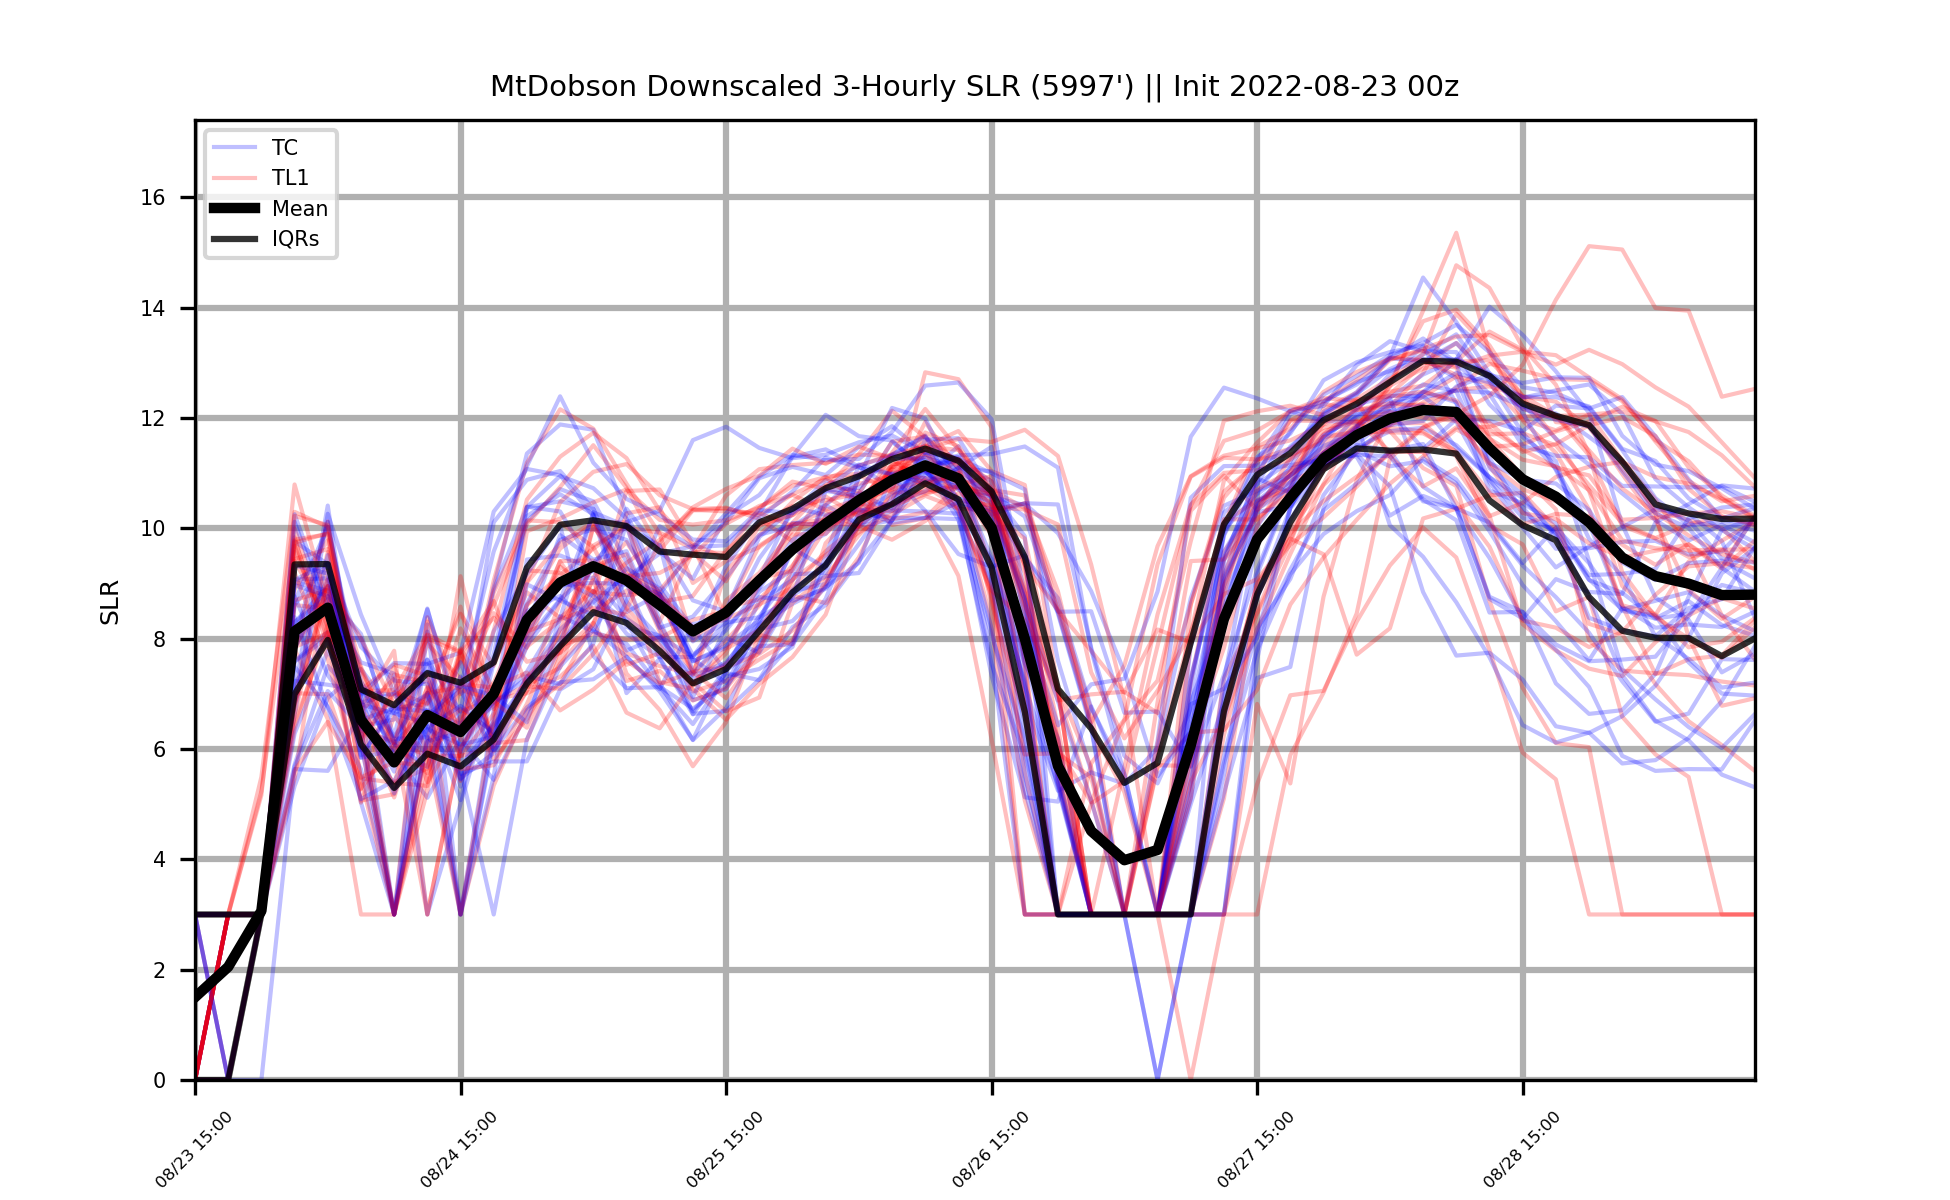 MtDobson Downscaled 3-Hourly SLR (5997') || Init 2022-08-23 00z
TC
TL1
Mean
IQRs
SLR
16
14
12
10
8
6
4
2
0
08/23 15:00
08/24 15:00
08/25 15:00
08/26 15:00
08/27 15:00
08/28 15:00